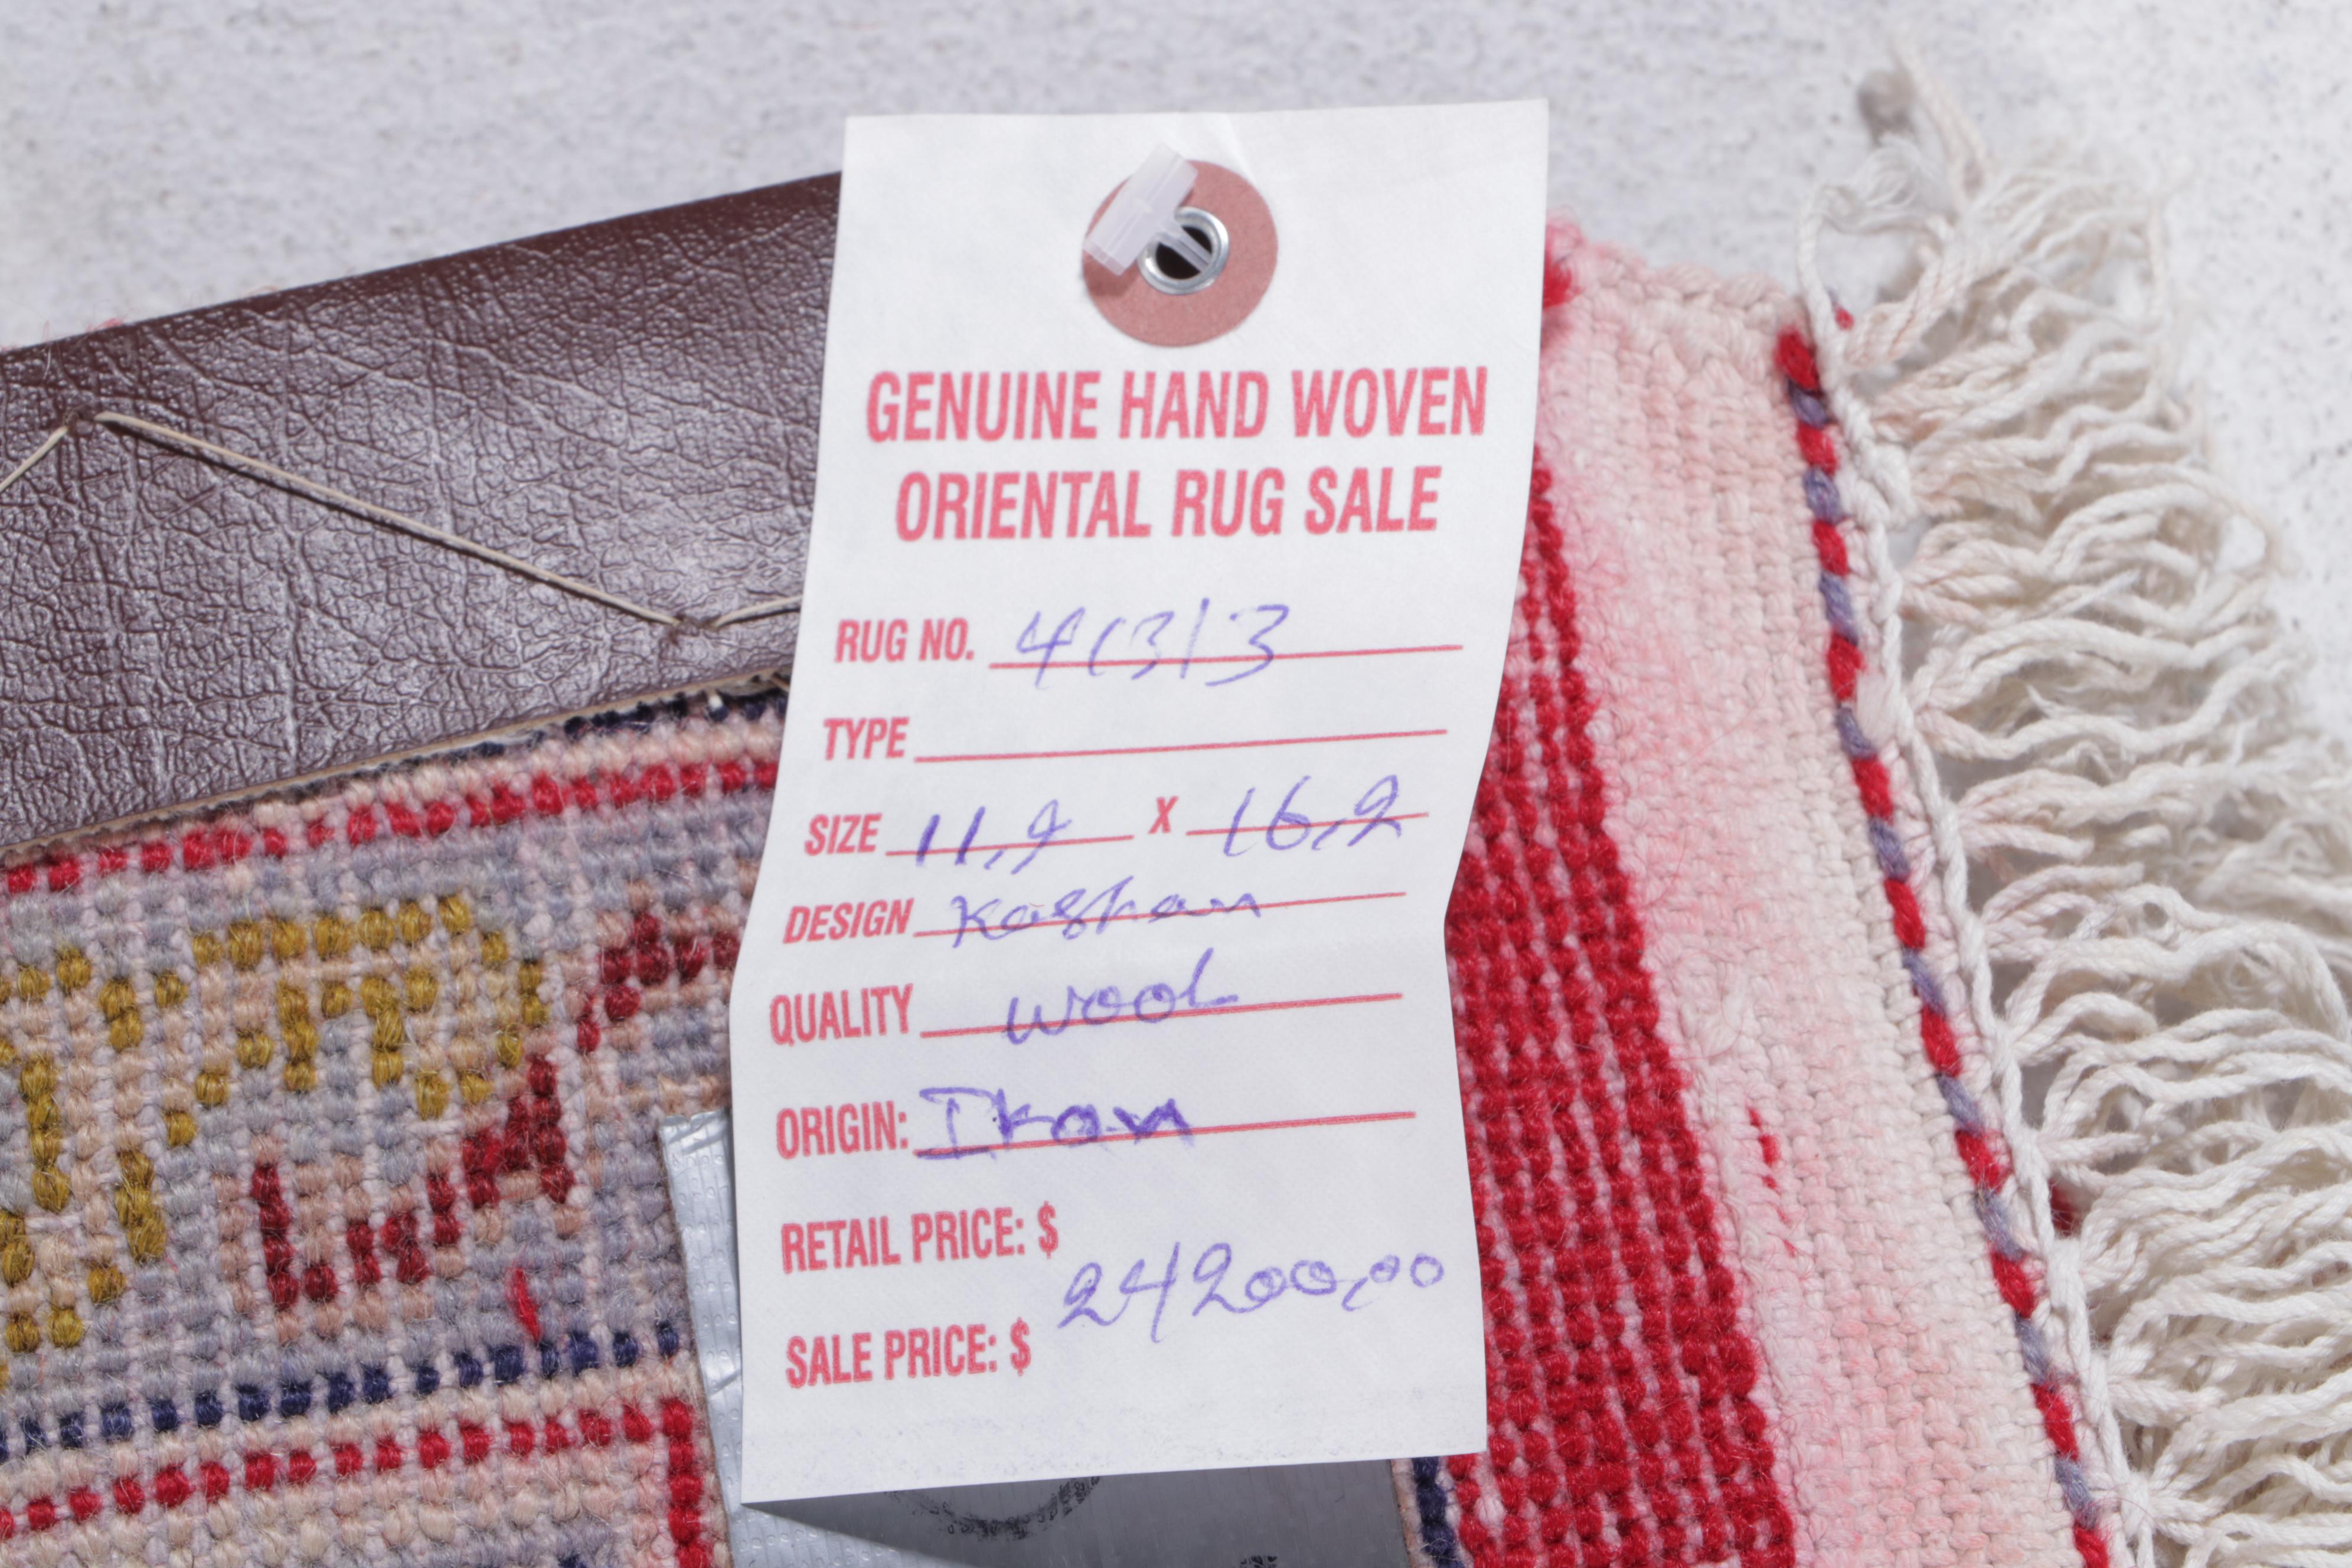 GENUINE HAND WOVEN
ORIENTAL RUG SALE
RUG NO. 41313
TYPE
SIZE 11,9 x 16,2
DESIGN Kashan
QUALITY wool
ORIGIN: Iran
RETAIL PRICE: $
24200,00
SALE PRICE: $